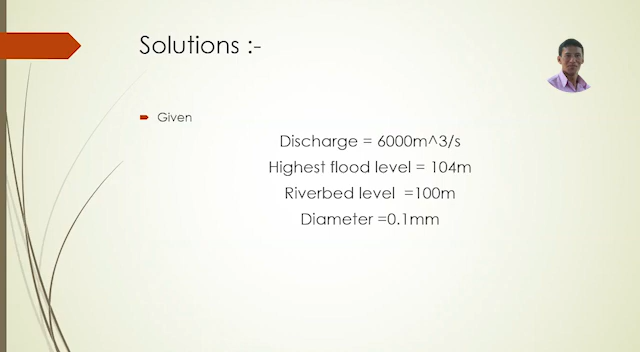 Solutions :-
Given
Discharge = 6000m^3/s
Highest flood level = 104m
Riverbed level  =100m
Diameter =0.1mm